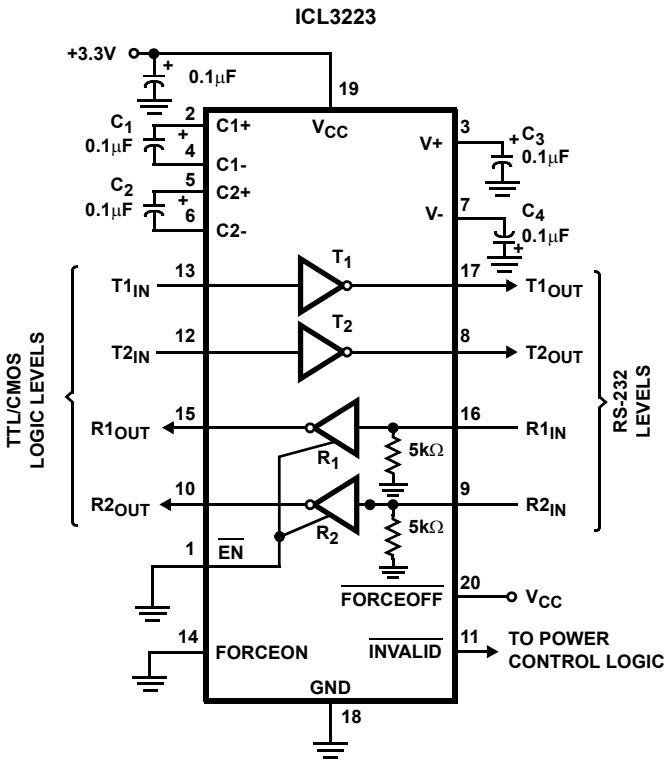 ICL3223
+3.3V
0.1μF
19
VCC
2
C1+
C1
0.1μF
+
4
C1-
5
C2+
C2
0.1μF
+
6
C2-
3
V+
C3
0.1μF
+
7
V-
C4
0.1μF
+
+
T1
T1IN
13
17
T1OUT
T2
T2IN
12
8
T2OUT
R1OUT
15
16
R1IN
R1
5kΩ
R2OUT
10
9
R2IN
R2
5kΩ
TTL/CMOS
LOGIC LEVELS
RS-232
LEVELS
1
EN
20
FORCEOFF
VCC
14
FORCEON
INVALID
11
TO POWER
CONTROL LOGIC
GND
18